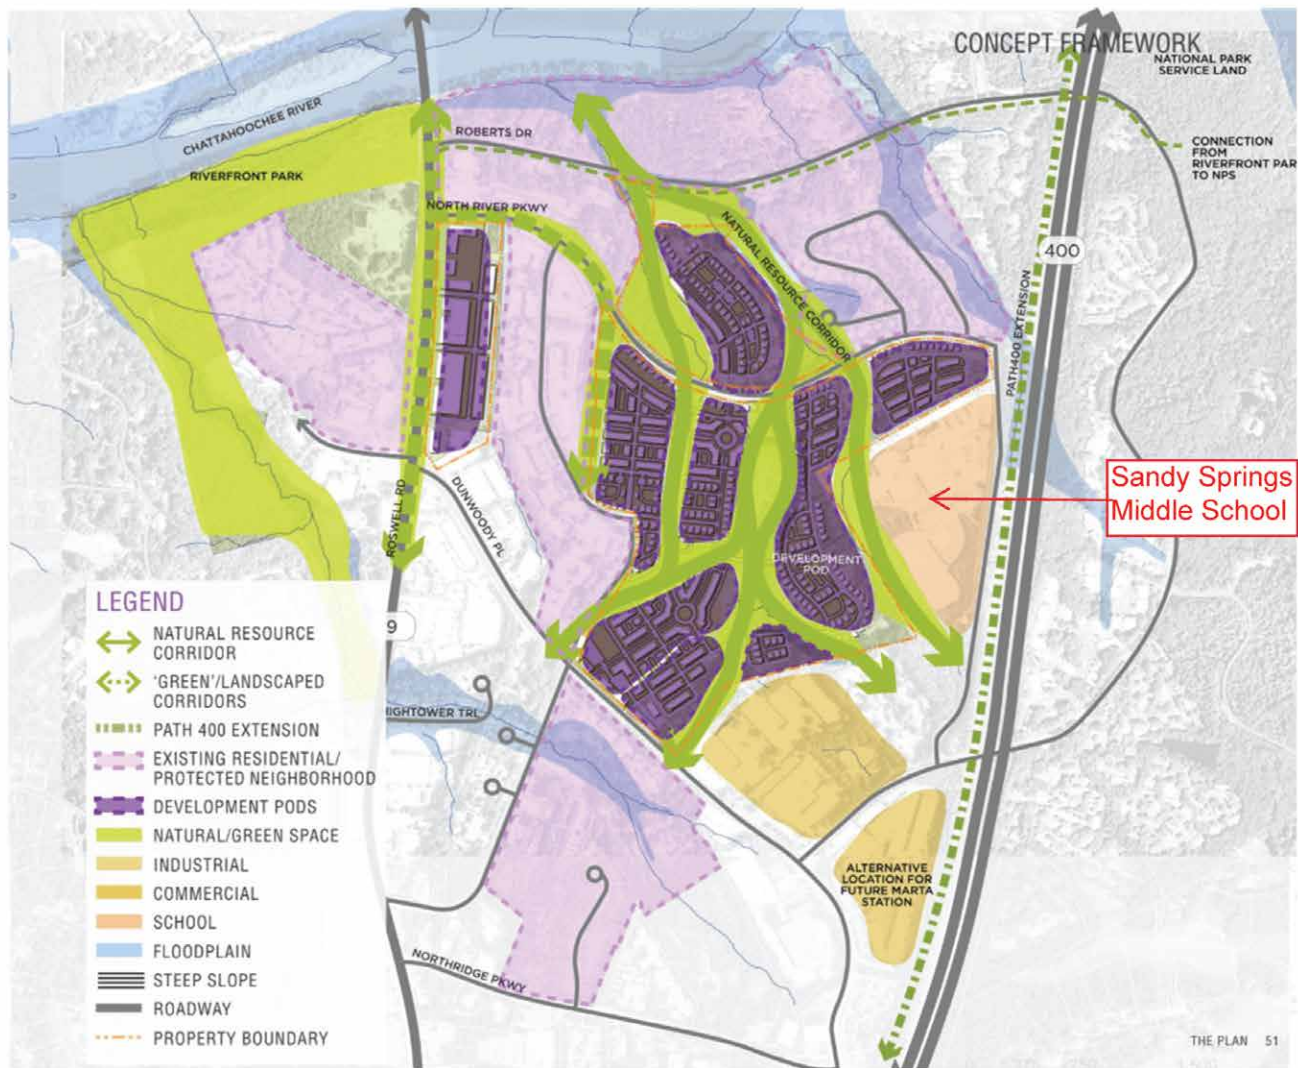 CONCEPT FRAMEWORK
NATIONAL PARK
SERVICE LAND
CHATTAHOOCHEE RIVER
ROBERTS DR
CONNECTION
FROM
RIVERFRONT PAR
TO NPS
RIVERFRONT PARK
NORTH RIVER PKWY
NATURAL RESOURCE CORRIDOR
400
PATH400 EXTENSION
Sandy Springs
Middle School
ROSWELL RD
DUNWOODY PL
DEVELOPMENT
POD
LEGEND
NATURAL RESOURCE
CORRIDOR
'GREEN'/LANDSCAPED
CORRIDORS
PATH 400 EXTENSION
EXISTING RESIDENTIAL/
PROTECTED NEIGHBORHOOD
DEVELOPMENT PODS
NATURAL/GREEN SPACE
INDUSTRIAL
COMMERCIAL
SCHOOL
FLOODPLAIN
STEEP SLOPE
ROADWAY
PROPERTY BOUNDARY
9
HIGHTOWER TRL
ALTERNATIVE
LOCATION FOR
FUTURE MARTA
STATION
NORTHRIDGE PKWY
THE PLAN 51